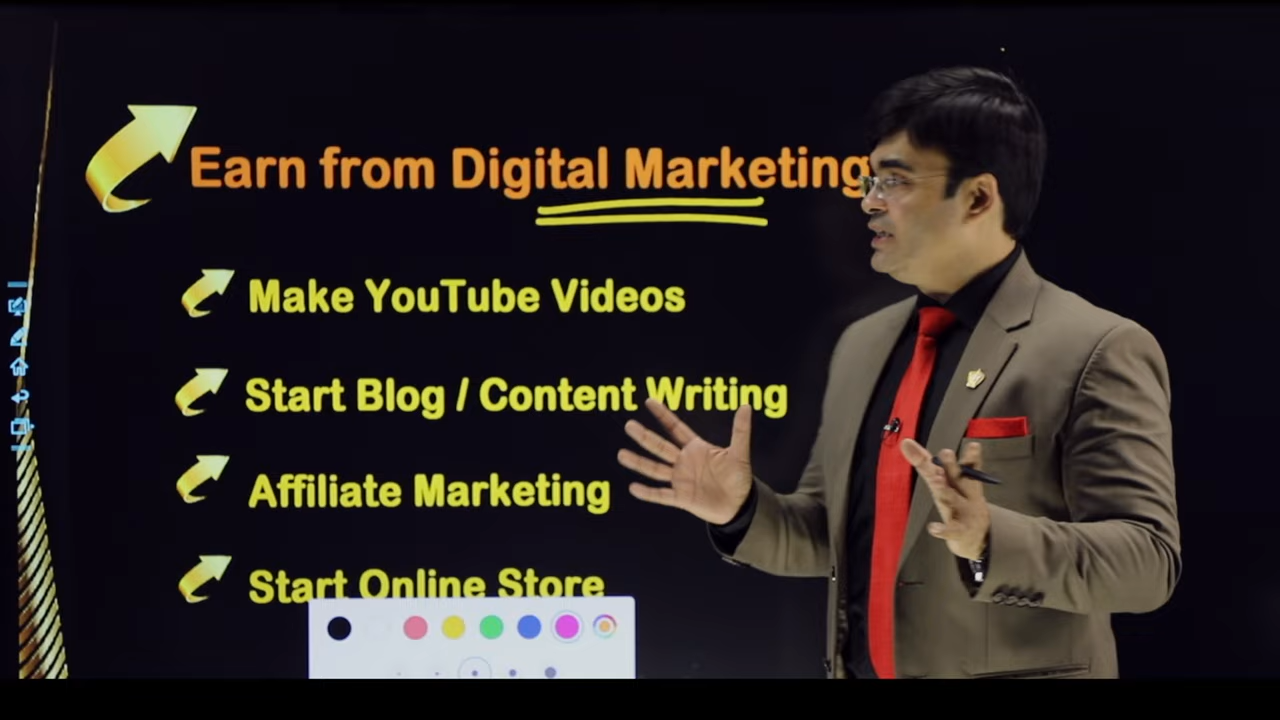 Earn from Digital Marketing
Make YouTube Videos
Start Blog / Content Writing
Affiliate Marketing
Start Online Store